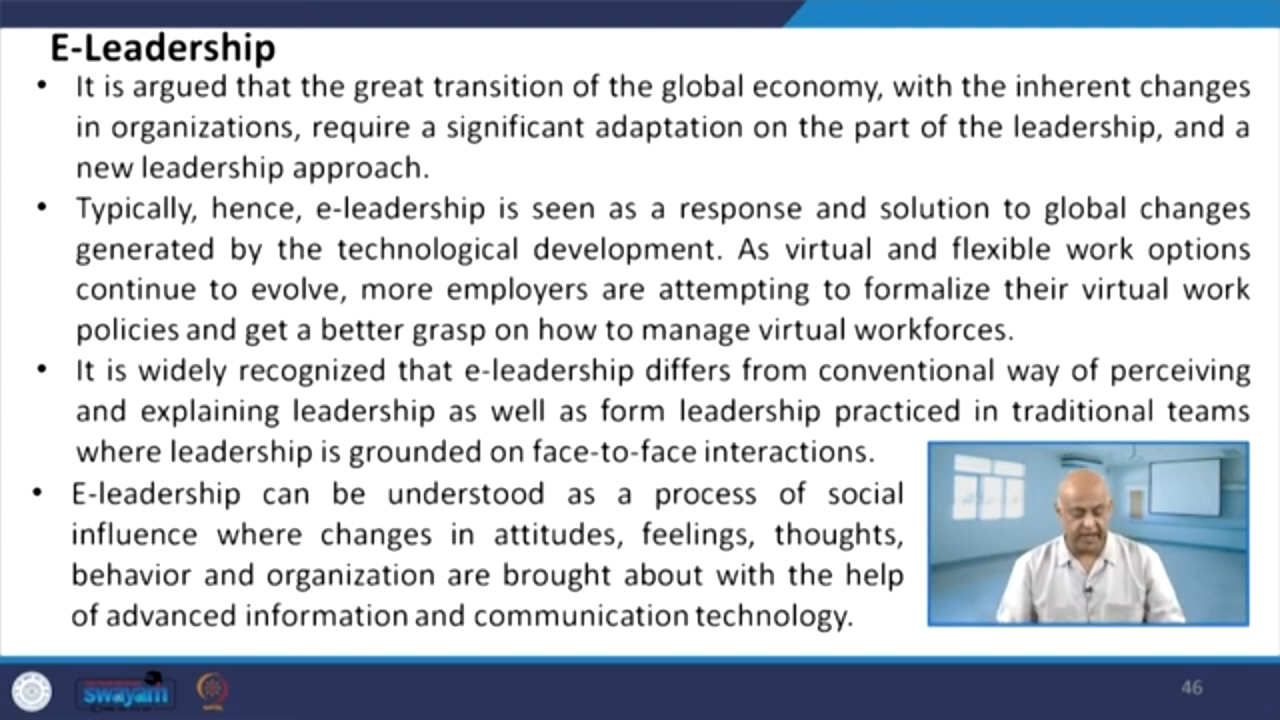 E-Leadership
• It is argued that the great transition of the global economy, with the inherent changes
in organizations, require a significant adaptation on the part of the leadership, and a
new leadership approach.
• Typically, hence, e-leadership is seen as a response and solution to global changes
generated by the technological development. As virtual and flexible work options
continue to evolve, more employers are attempting to formalize their virtual work
policies and get a better grasp on how to manage virtual workforces.
• It is widely recognized that e-leadership differs from conventional way of perceiving
and explaining leadership as well as form leadership practiced in traditional teams
where leadership is grounded on face-to-face interactions.
• E-leadership can be understood as a process of social
influence where changes in attitudes, feelings, thoughts,
behavior and organization are brought about with the help
of advanced information and communication technology.
swayam
46